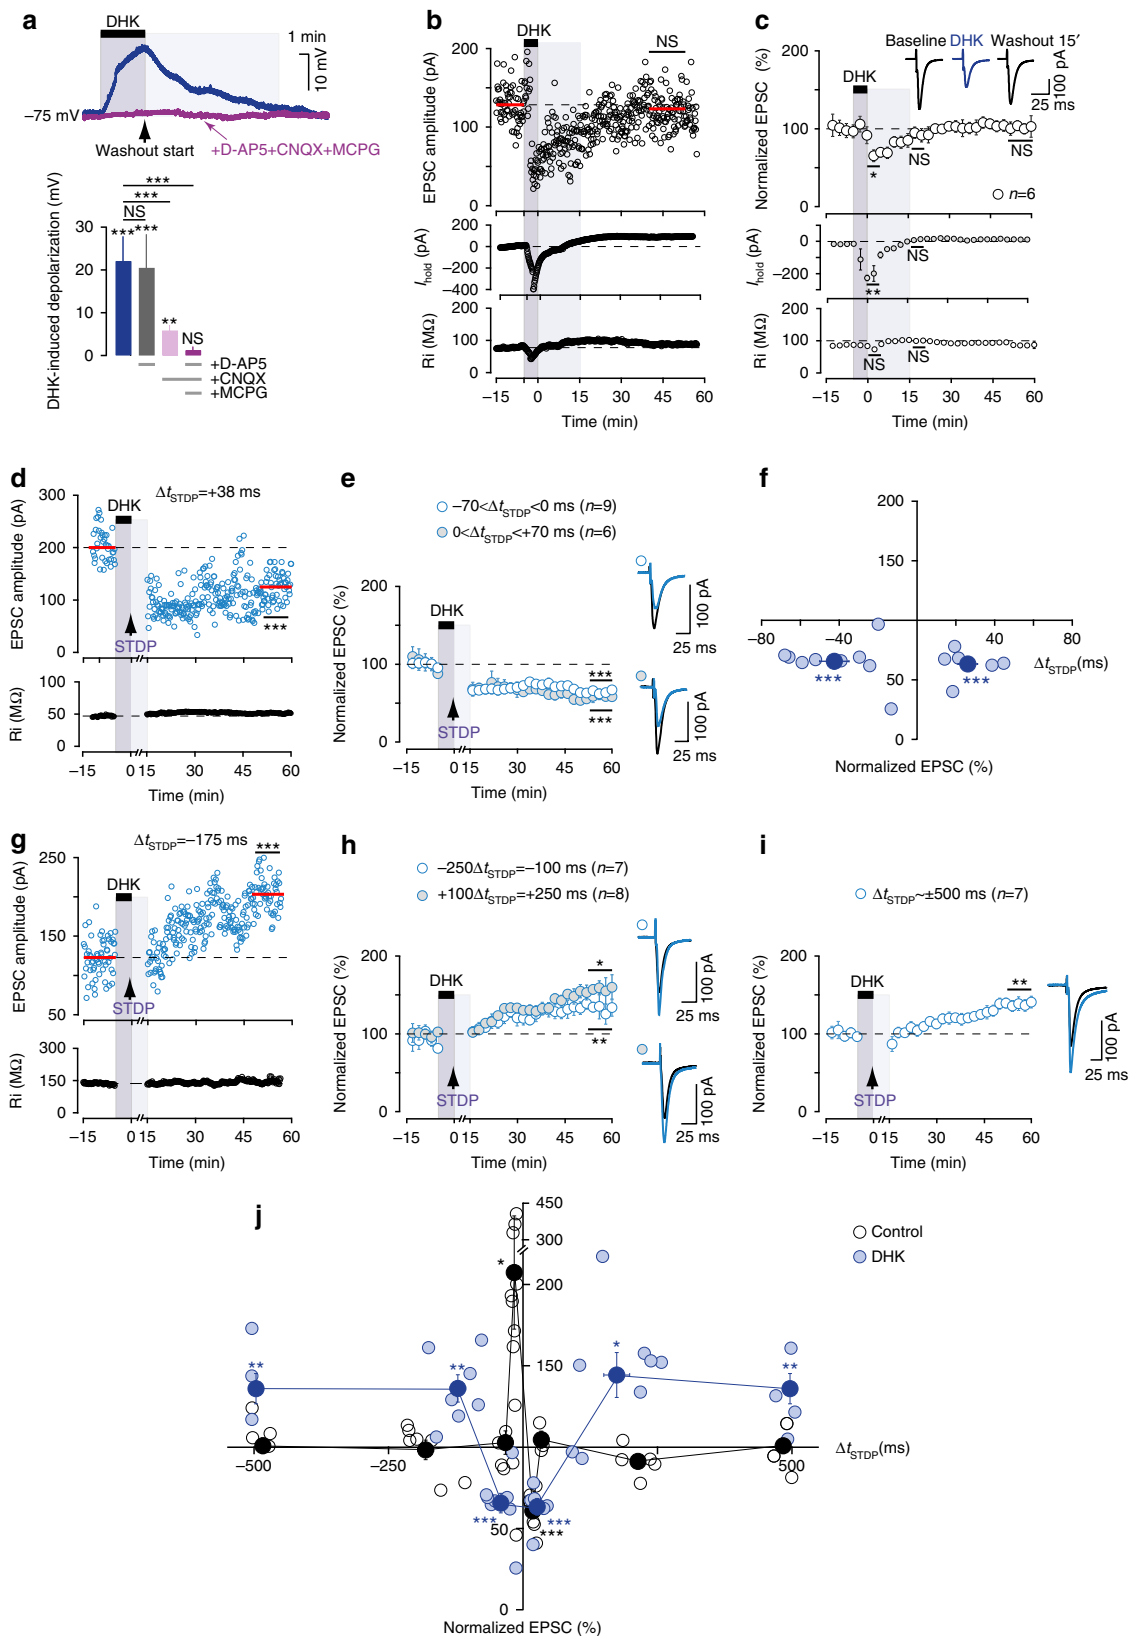 a
DHK
1 min
10 mV
−75 mV
Washout start
+D-AP5+CNQX+MCPG
DHK-induced depolarization (mV)
30
20
10
0
***
***
NS
***
***
**
NS
+D-AP5
+CNQX
+MCPG
b
DHK
NS
EPSC amplitude (pA)
200
150
100
50
0
Ihold (pA)
200
0
−200
−400
Ri (MΩ)
200
100
0
−15 0 15 30 45 60
Time (min)
c
Baseline DHK Washout 15′
100 pA
25 ms
DHK
Normalized EPSC (%)
200
150
100
50
0
*
NS
NS
n=6
Ihold (pA)
100
0
−200
**
NS
Ri (MΩ)
200
100
0
NS
NS
−15 0 15 30 45 60
Time (min)
d
ΔtSTDP=+38 ms
DHK
EPSC amplitude (pA)
300
200
100
0
STDP
***
Ri (MΩ)
100
50
0
−15 0 15 30 45 60
Time (min)
e
−70<ΔtSTDP<0 ms (n=9)
0<ΔtSTDP<+70 ms (n=6)
DHK
Normalized EPSC (%)
200
100
0
STDP
***
***
−15 0 15 30 45 60
Time (min)
100 pA
25 ms
100 pA
25 ms
f
200
150
50
0
−80 −40 40 80
ΔtSTDP(ms)
***
***
Normalized EPSC (%)
g
ΔtSTDP=−175 ms
***
DHK
EPSC amplitude (pA)
250
150
50
STDP
Ri (MΩ)
300
150
0
−15 0 15 30 45 60
Time (min)
h
−250ΔtSTDP=−100 ms (n=7)
+100ΔtSTDP=+250 ms (n=8)
DHK
Normalized EPSC (%)
200
100
0
STDP
*
**
−15 0 15 30 45 60
Time (min)
100 pA
25 ms
100 pA
25 ms
i
ΔtSTDP~±500 ms (n=7)
DHK
Normalized EPSC (%)
200
100
0
STDP
**
−15 0 15 30 45 60
Time (min)
100 pA
25 ms
j
450
300
200
150
50
0
Control
DHK
*
**
**
*
**
***
***
***
−500 −250 500
ΔtSTDP(ms)
Normalized EPSC (%)